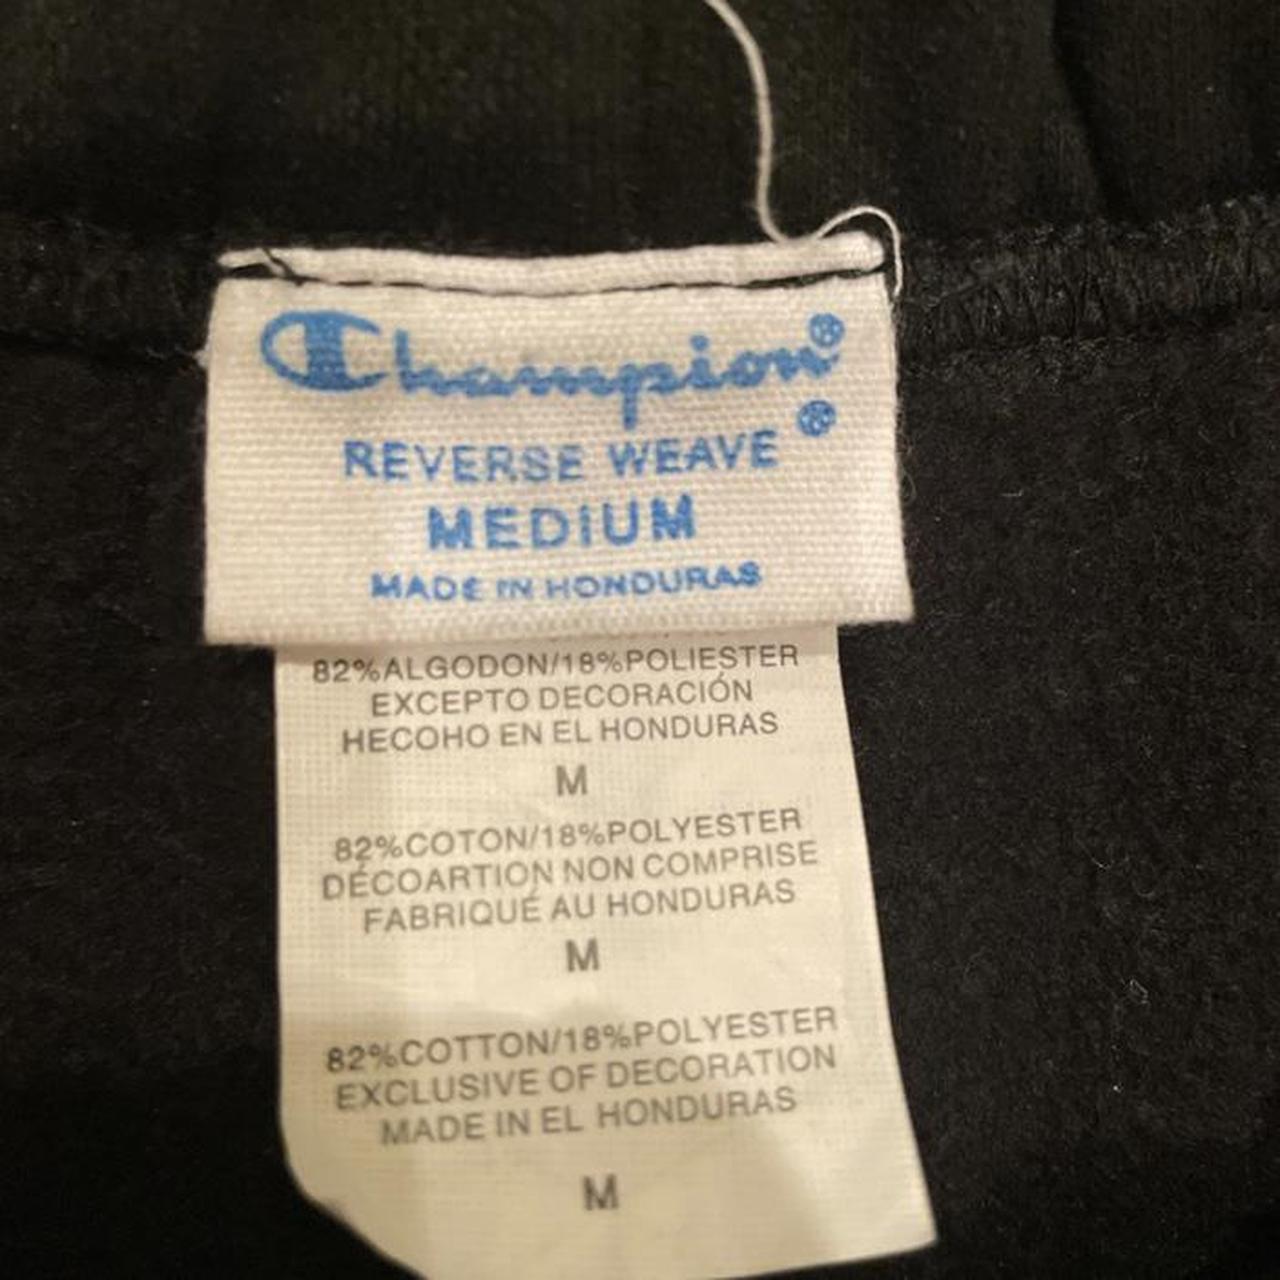 Champion®
REVERSE WEAVE ®
MEDIUM
MADE IN HONDURAS
82%ALGODON/18%POLIESTER
EXCEPTO DECORACIÓN
HECOHO EN EL HONDURAS
M
82%COTON/18%POLYESTER
DÉCOARTION NON COMPRISE
FABRIQUÉ AU HONDURAS
M
82%COTTON/18%POLYESTER
EXCLUSIVE OF DECORATION
MADE IN EL HONDURAS
M